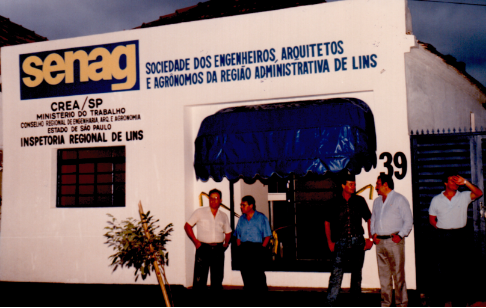 senag
SOCIEDADE DOS ENGENHEIROS, ARQUITETOS
E AGRÔNOMOS DA REGIÃO ADMINISTRATIVA DE LINS
CREA/SP
MINISTÉRIO DO TRABALHO
CONSELHO REGIONAL DE ENGENHARIA ARQ. E AGRONOMIA
ESTADO DE SÃO PAULO
INSPETORIA REGIONAL DE LINS
39